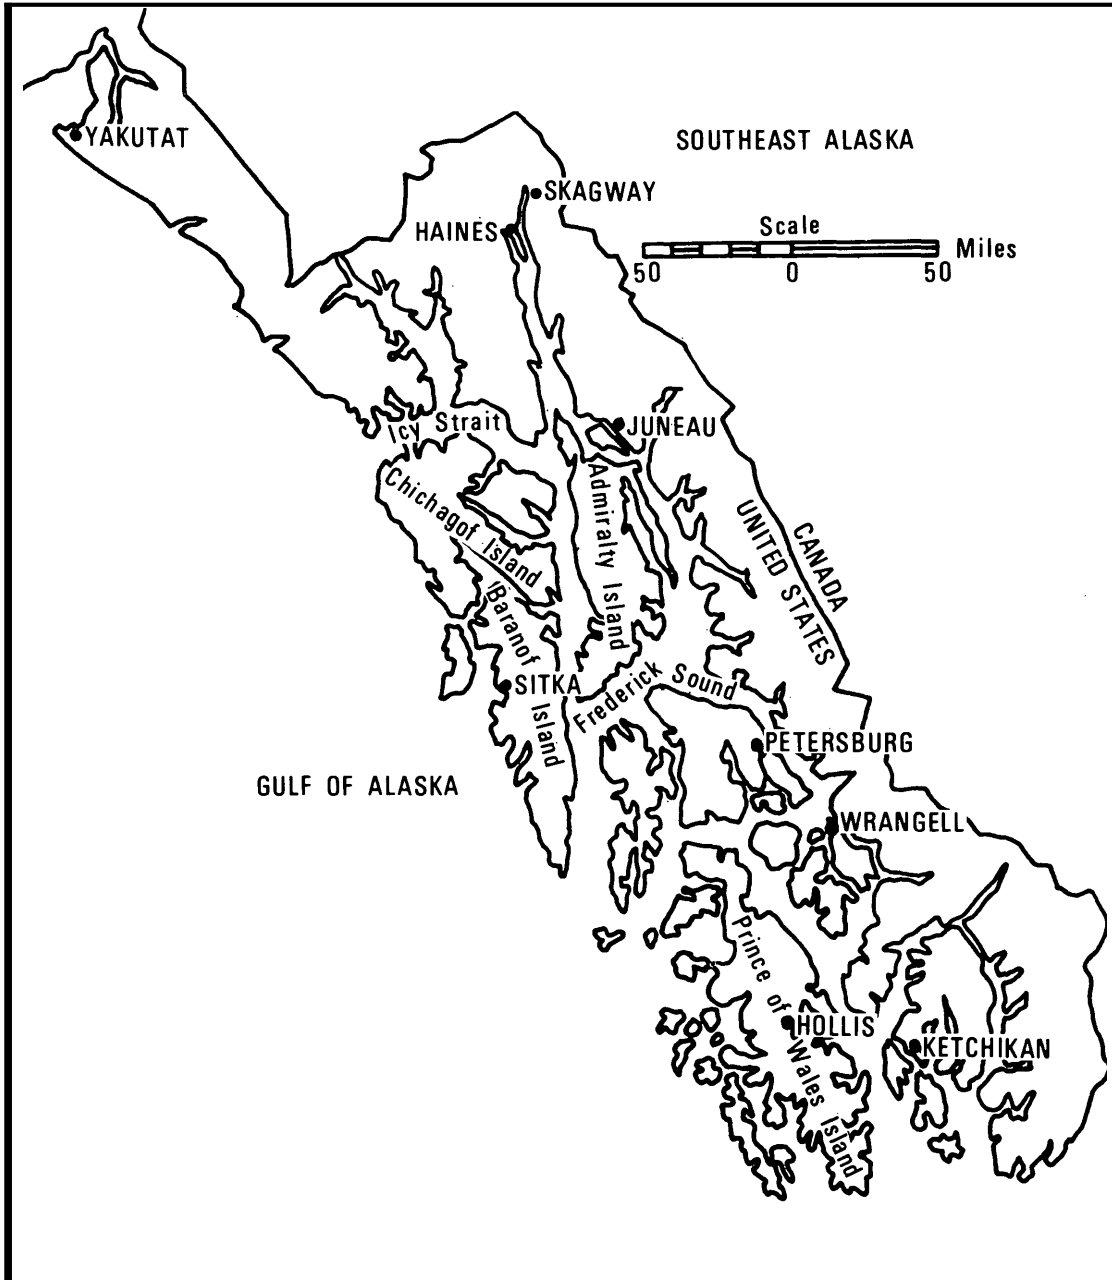 YAKUTAT
SOUTHEAST ALASKA
SKAGWAY
HAINES
Scale
Miles
50 0 50
Icy Strait
JUNEAU
Chichagof Island
Admiralty Island
CANADA
UNITED STATES
Baranof Island
SITKA
Frederick Sound
PETERSBURG
GULF OF ALASKA
WRANGELL
Prince of Wales Island
HOLLIS
KETCHIKAN